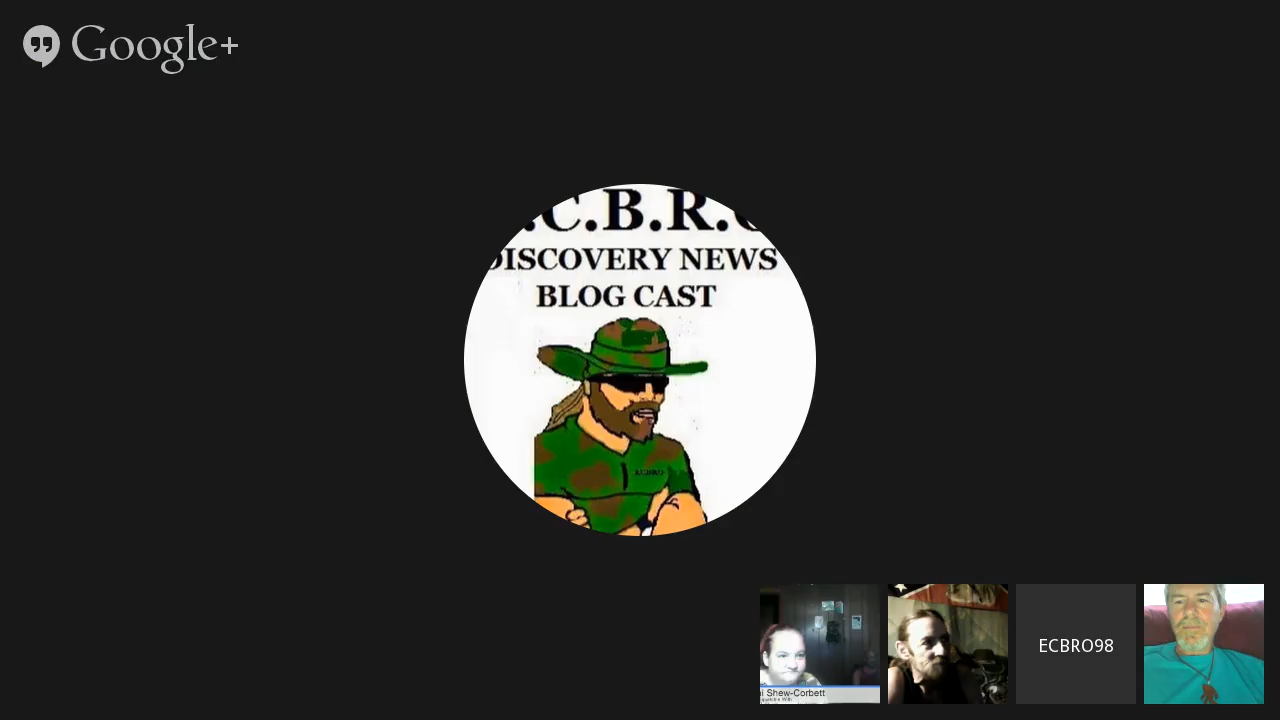 Google+
.C.B.R.
DISCOVERY NEWS
BLOG CAST
ECBRO98
Shew-Corbett